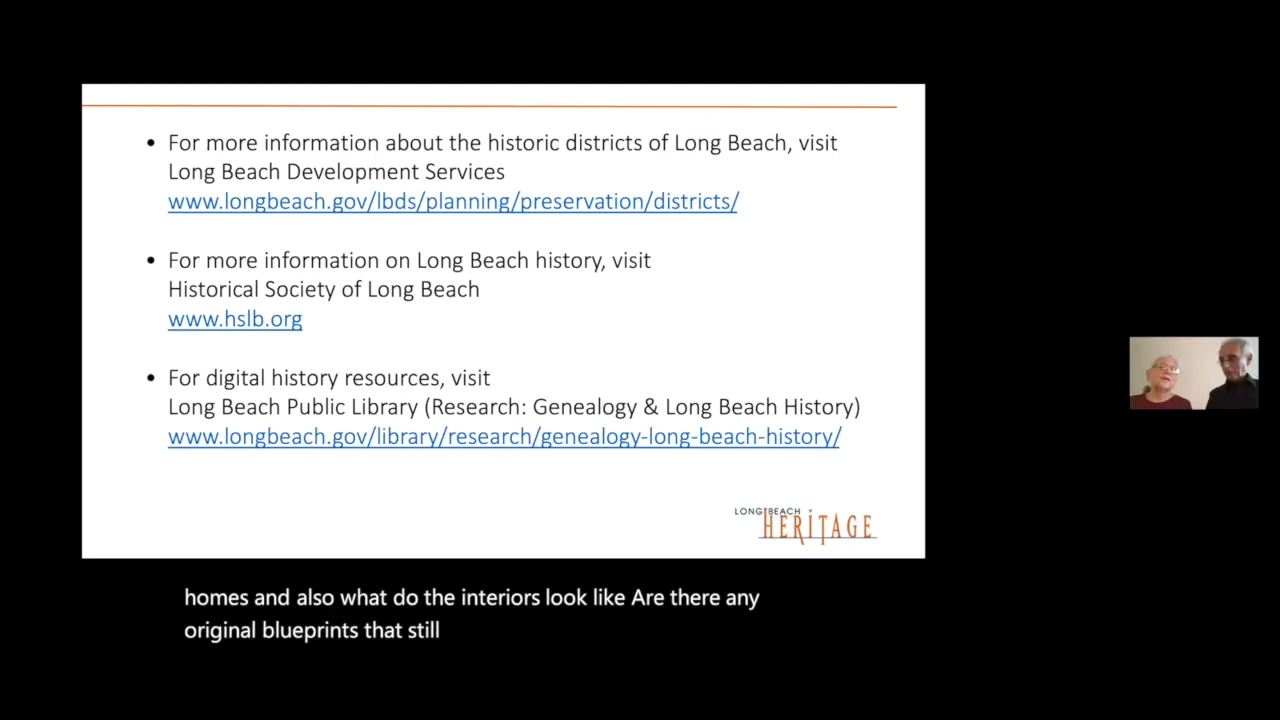 • For more information about the historic districts of Long Beach, visit
Long Beach Development Services
www.longbeach.gov/lbds/planning/preservation/districts/
• For more information on Long Beach history, visit
Historical Society of Long Beach
www.hslb.org
• For digital history resources, visit
Long Beach Public Library (Research: Genealogy & Long Beach History)
www.longbeach.gov/library/research/genealogy-long-beach-history/
LONG BEACH
HERITAGE
homes and also what do the interiors look like Are there any
original blueprints that still